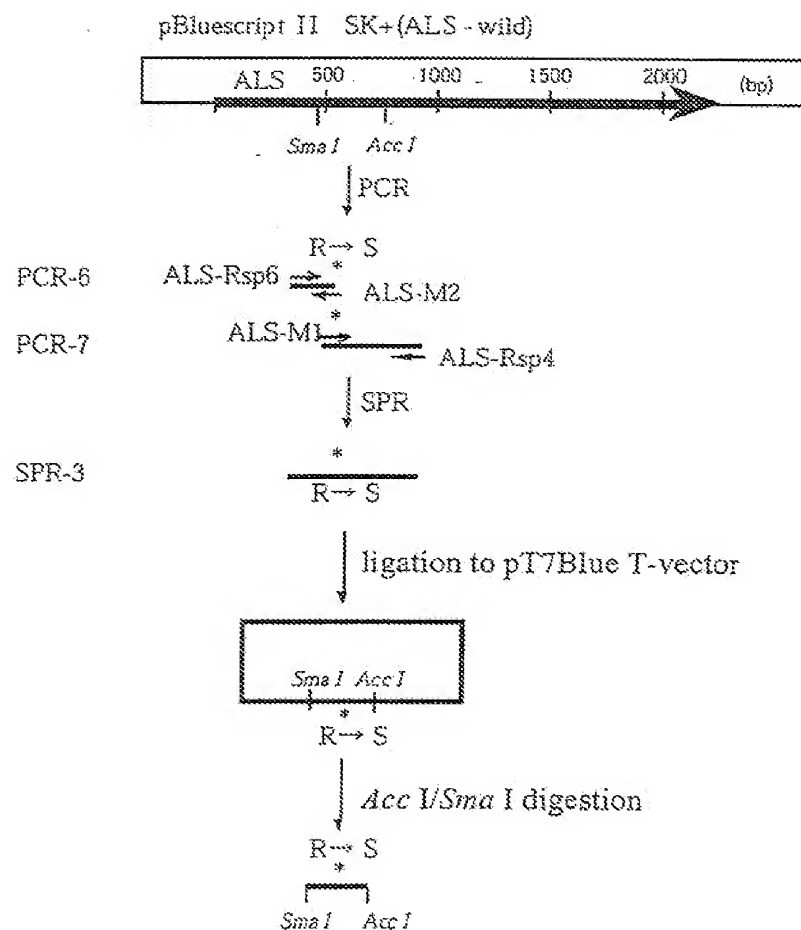 pBluescript II SK+(ALS-wild)
ALS 500 1000 1500 2000 (bp)
Sma I Acc I
PCR
R→ S
*
PCR-6 ALS-Rsp6
ALS-M2
*
PCR-7 ALS-M1
ALS-Rsp4
SPR
*
SPR-3
R→ S
ligation to pT7Blue T-vector
Sma I Acc I
*
R→ S
Acc I/Sma I digestion
R→ S
*
Sma I Acc I